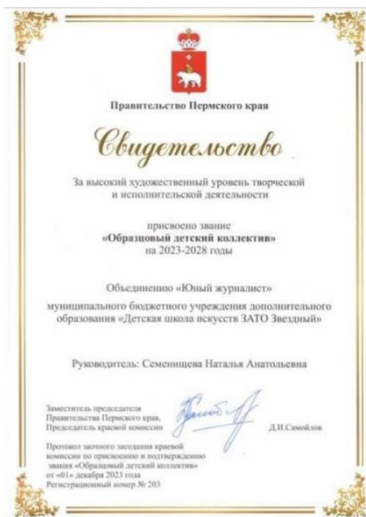 Правительство Пермского края
Свидетельство
За высокий художественный уровень творческой
и исполнительской деятельности
присвоено звание
«Образцовый детский коллектив»
на 2023-2028 годы
Объединению «Юный журналист»
муниципального бюджетного учреждения дополнительного
образования «Детская школа искусств ЗАТО Звездный»
Руководитель: Семенищева Наталья Анатольевна
Заместитель председателя
Правительства Пермского края,
Председатель краевой комиссии
Д.И.Самойлов
Протокол заочного заседания краевой
комиссии по присвоению и подтверждению
звания «Образцовый детский коллектив»
от «01» декабря 2023 года
Регистрационный номер № 203